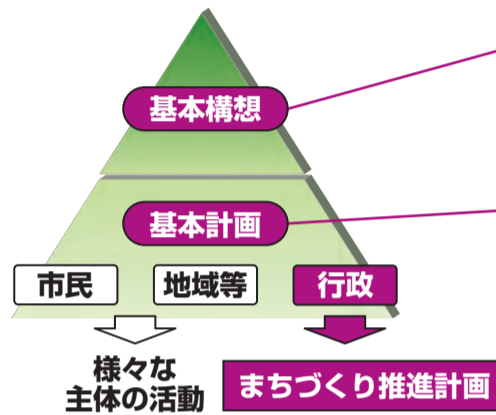 基本構想
基本計画
市民
地域等
行政
様々な
主体の活動
まちづくり推進計画